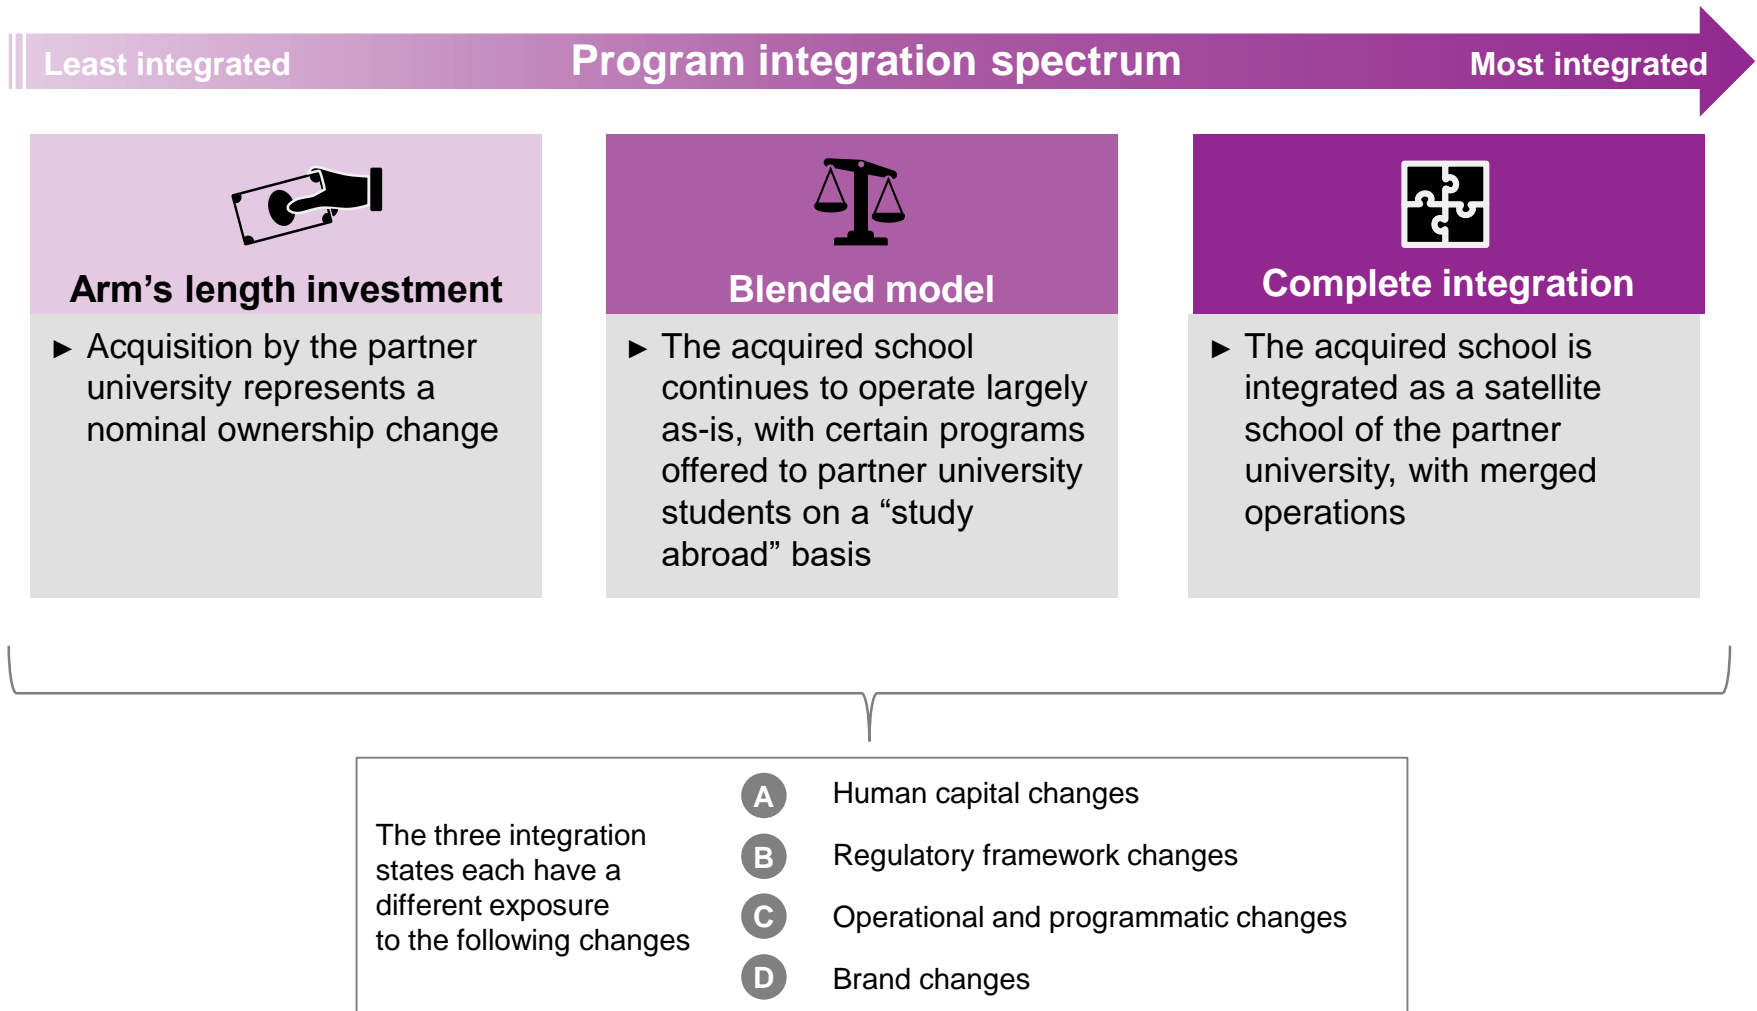 Least integrated
Program integration spectrum
Most integrated
Arm’s length investment
► Acquisition by the partner
university represents a
nominal ownership change
Blended model
► The acquired school
continues to operate largely
as-is, with certain programs
offered to partner university
students on a “study
abroad” basis
Complete integration
► The acquired school is
integrated as a satellite
school of the partner
university, with merged
operations
The three integration
states each have a
different exposure
to the following changes
A Human capital changes
B Regulatory framework changes
C Operational and programmatic changes
D Brand changes